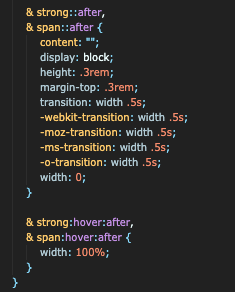 & strong::after,
& span::after {
content: "";
display: block;
height: .3rem;
margin-top: .3rem;
transition: width .5s;
-webkit-transition: width .5s;
-moz-transition: width .5s;
-ms-transition: width .5s;
-o-transition: width .5s;
width: 0;
}
& strong:hover:after,
& span:hover:after {
width: 100%;
}
}